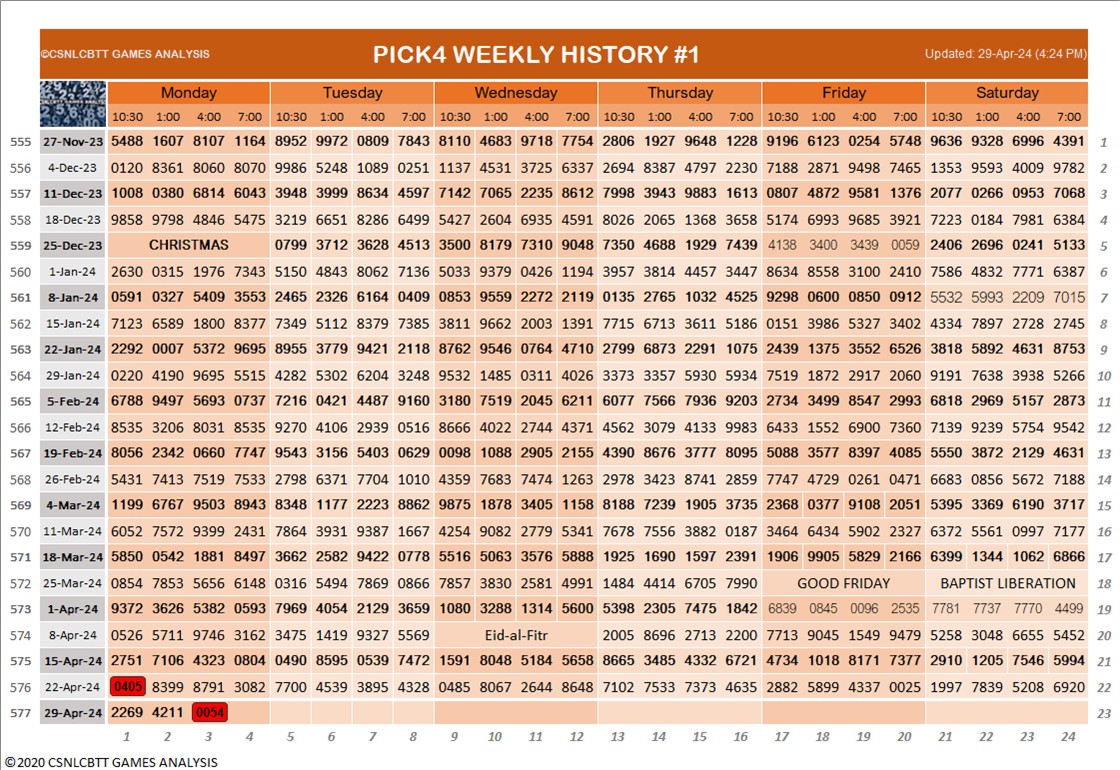 ©CSNLCBTT GAMES ANALYSIS PICK4 WEEKLY HISTORY #1 Updated: 29-Apr-24 (4:24 PM)
Monday Tuesday Wednesday Thursday Friday Saturday
10:30 1:00 4:00 7:00 10:30 1:00 4:00 7:00 10:30 1:00 4:00 7:00 10:30 1:00 4:00 7:00 10:30 1:00 4:00 7:00 10:30 1:00 4:00 7:00
555 27-Nov-23 5488 1607 8107 1164 8952 9972 0809 7843 8110 4683 9718 7754 2806 1927 9648 1228 9196 6123 0254 5748 9636 9328 6996 4391 1
556 4-Dec-23 0120 8361 8060 8070 9986 5248 1089 0251 1137 4531 3725 6337 2694 8387 4797 2230 7188 2871 9498 7465 1353 9593 4009 9782 2
557 11-Dec-23 1008 0380 6814 6043 3948 3999 8634 4597 7142 7065 2235 8612 7998 3943 9883 1613 0807 4872 9581 1376 2077 0266 0953 7068 3
558 18-Dec-23 9858 9798 4846 5475 3219 6651 8286 6499 5427 2604 6935 4591 8026 2065 1368 3658 5174 6993 9685 3921 7223 0184 7981 6384 4
559 25-Dec-23 CHRISTMAS 0799 3712 3628 4513 3500 8179 7310 9048 7350 4688 1929 7439 4138 3400 3439 0059 2406 2696 0241 5133 5
560 1-Jan-24 2630 0315 1976 7343 5150 4843 8062 7136 5033 9379 0426 1194 3957 3814 4457 3447 8634 8558 3100 2410 7586 4832 7771 6387 6
561 8-Jan-24 0591 0327 5409 3553 2465 2326 6164 0409 0853 9559 2272 2119 0135 2765 1032 4525 9298 0600 0850 0912 5532 5993 2209 7015 7
562 15-Jan-24 7123 6589 1800 8377 7349 5112 8379 7385 3811 9662 2003 1391 7715 6713 3611 5186 0151 3986 5327 3402 4334 7897 2728 2745 8
563 22-Jan-24 2292 0007 5372 9695 8955 3779 9421 2118 8762 9546 0764 4710 2799 6873 2291 1075 2439 1375 3552 6526 3818 5892 4631 8753 9
564 29-Jan-24 0220 4190 9695 5515 4282 5302 6204 3248 9532 1485 0311 4026 3373 3357 5930 5934 7519 1872 2917 2060 9191 7638 3938 5266 10
565 5-Feb-24 6788 9497 5693 0737 7216 0421 4487 9160 3180 7519 2045 6211 6077 7566 7936 9203 2734 3499 8547 2993 6818 2969 5157 2873 11
566 12-Feb-24 8535 3206 8031 8535 9270 4106 2939 0516 8666 4022 2744 4371 4562 3079 4133 9983 6433 1552 6900 7360 7139 9239 5754 9542 12
567 19-Feb-24 8056 2342 0660 7747 9543 3156 5403 0629 0098 1088 2905 2155 4390 8676 3777 8095 5088 3577 8397 4085 5550 3872 2129 4631 13
568 26-Feb-24 5431 7413 7519 7533 2798 6371 7704 1010 4359 7683 7474 1263 2978 3423 8741 2859 7747 4729 0261 0471 6683 0856 5672 7188 14
569 4-Mar-24 1199 6767 9503 8943 8348 1177 2223 8862 9875 1878 3405 1158 8188 7239 1905 3735 2368 0377 9108 2051 5395 3369 6190 3717 15
570 11-Mar-24 6052 7572 9399 2431 7864 3931 9387 1667 4254 9082 2779 5341 7678 7556 3882 0187 3464 6434 5902 2327 6372 5561 0997 7177 16
571 18-Mar-24 5850 0542 1881 8497 3662 2582 9422 0778 5516 5063 3576 5888 1925 1690 1597 2391 1906 9905 5829 2166 6399 1344 1062 6866 17
572 25-Mar-24 0854 7853 5656 6148 0316 5494 7869 0866 7857 3830 2581 4991 1484 4414 6705 7990 GOOD FRIDAY BAPTIST LIBERATION 18
573 1-Apr-24 9372 3626 5382 0593 7969 4054 2129 3659 1080 3288 1314 5600 5398 2305 7475 1842 6839 0845 0096 2535 7781 7737 7770 4499 19
574 8-Apr-24 0526 5711 9746 3162 3475 1419 9327 5569 Eid-al-Fitr 2005 8696 2713 2200 7713 9045 1549 9479 5258 3048 6655 5452 20
575 15-Apr-24 2751 7106 4323 0804 0490 8595 0539 7472 1591 8048 5184 5658 8665 3485 4332 6721 4734 1018 8171 7377 2910 1205 7546 5994 21
576 22-Apr-24 0405 8399 8791 3082 7700 4539 3895 4328 0485 8067 2644 8648 7102 7533 7373 4635 2882 5899 4337 0025 1997 7839 5208 6920 22
577 29-Apr-24 2269 4211 0054 23
1 2 3 4 5 6 7 8 9 10 11 12 13 14 15 16 17 18 19 20 21 22 23 24
©2020 CSNLCBTT GAMES ANALYSIS